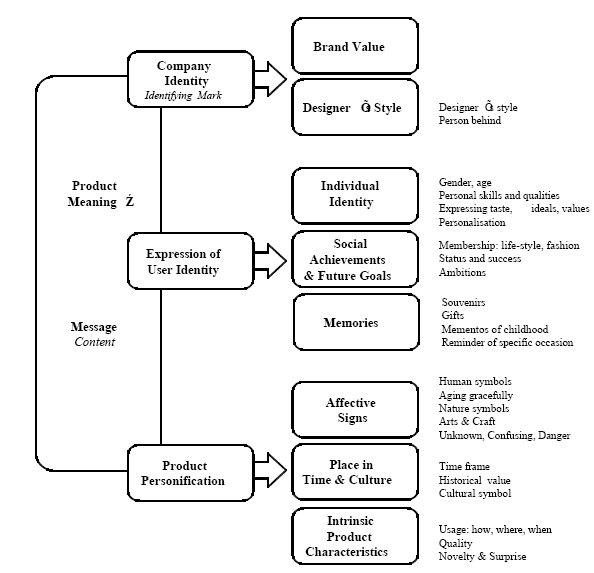 Company
Identity
Identifying Mark
Brand Value
Designer Õs Style
Designer Õs style
Person behind
Product
Meaning Ź
Individual
Identity
Gender, age
Personal skills and qualities
Expressing taste, ideals, values
Personalisation
Expression of
User Identity
Social
Achievements
& Future Goals
Membership: life-style, fashion
Status and success
Ambitions
Memories
Souvenirs
Gifts
Mementos of childhood
Reminder of specific occasion
Message
Content
Affective
Signs
Human symbols
Aging gracefully
Nature symbols
Arts & Craft
Unknown, Confusing, Danger
Product
Personification
Place in
Time & Culture
Time frame
Historical value
Cultural symbol
Intrinsic
Product
Characteristics
Usage: how, where, when
Quality
Novelty & Surprise